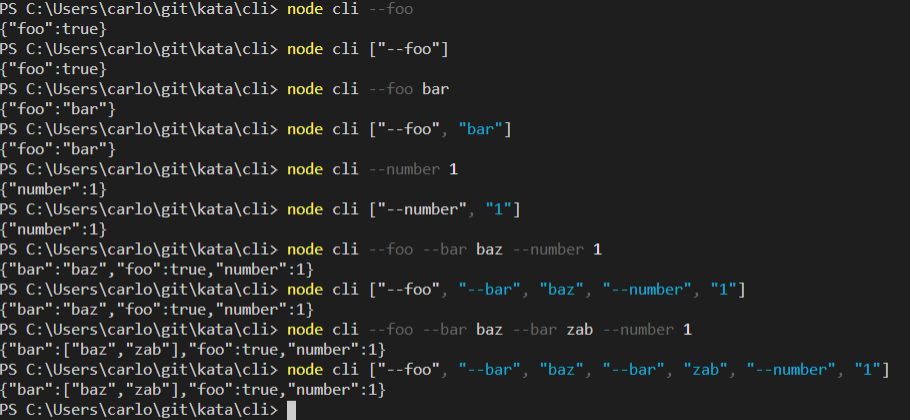 PS C:\Users\carlo\git\kata\cli> node cli --foo
{"foo":true}
PS C:\Users\carlo\git\kata\cli> node cli ["--foo"]
{"foo":true}
PS C:\Users\carlo\git\kata\cli> node cli --foo bar
{"foo":"bar"}
PS C:\Users\carlo\git\kata\cli> node cli ["--foo", "bar"]
{"foo":"bar"}
PS C:\Users\carlo\git\kata\cli> node cli --number 1
{"number":1}
PS C:\Users\carlo\git\kata\cli> node cli ["--number", "1"]
{"number":1}
PS C:\Users\carlo\git\kata\cli> node cli --foo --bar baz --number 1
{"bar":"baz","foo":true,"number":1}
PS C:\Users\carlo\git\kata\cli> node cli ["--foo", "--bar", "baz", "--number", "1"]
{"bar":"baz","foo":true,"number":1}
PS C:\Users\carlo\git\kata\cli> node cli --foo --bar baz --bar zab --number 1
{"bar":["baz","zab"],"foo":true,"number":1}
PS C:\Users\carlo\git\kata\cli> node cli ["--foo", "--bar", "baz", "--bar", "zab", "--number", "1"]
{"bar":["baz","zab"],"foo":true,"number":1}
PS C:\Users\carlo\git\kata\cli>